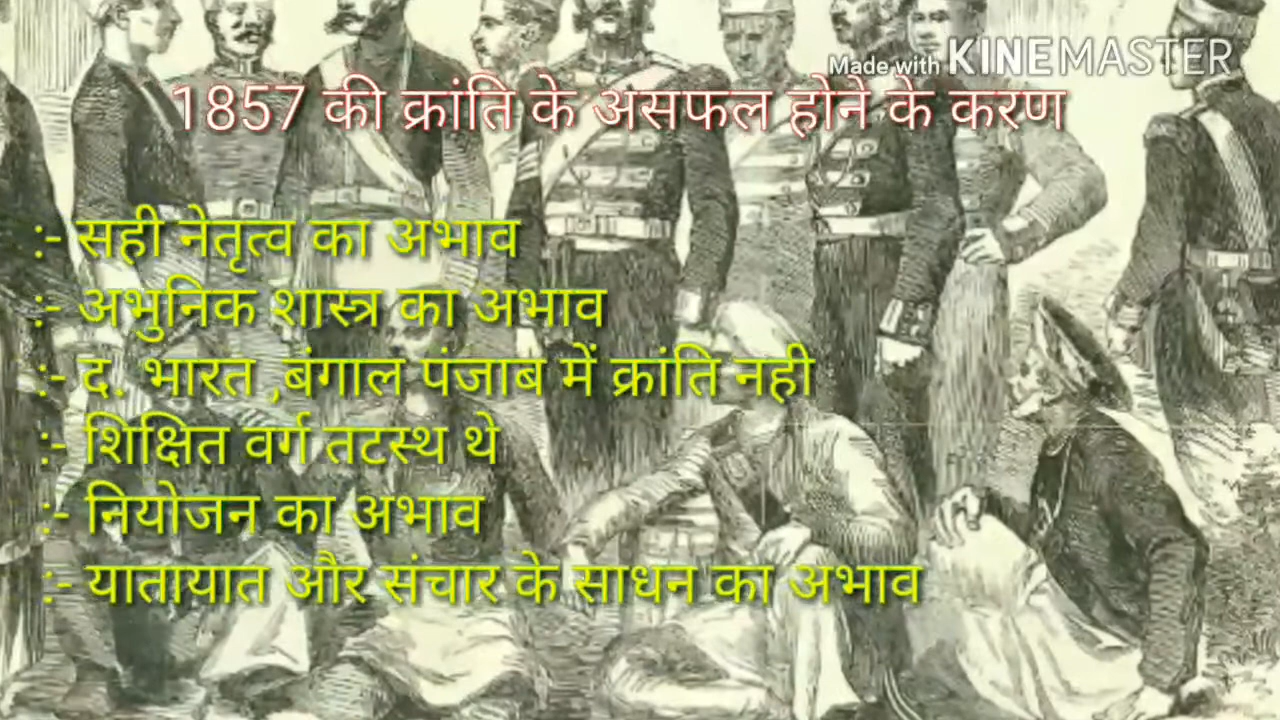 Made with KINEMASTER
1857 की क्रांति के असफल होने के करण
:- सही नेतृत्व का अभाव
:- अभुनिक शास्त्र का अभाव
:- द. भारत ,बंगाल पंजाब में क्रांति नही
:- शिक्षित वर्ग तटस्थ थे
:- नियोजन का अभाव
:- यातायात और संचार के साधन का अभाव